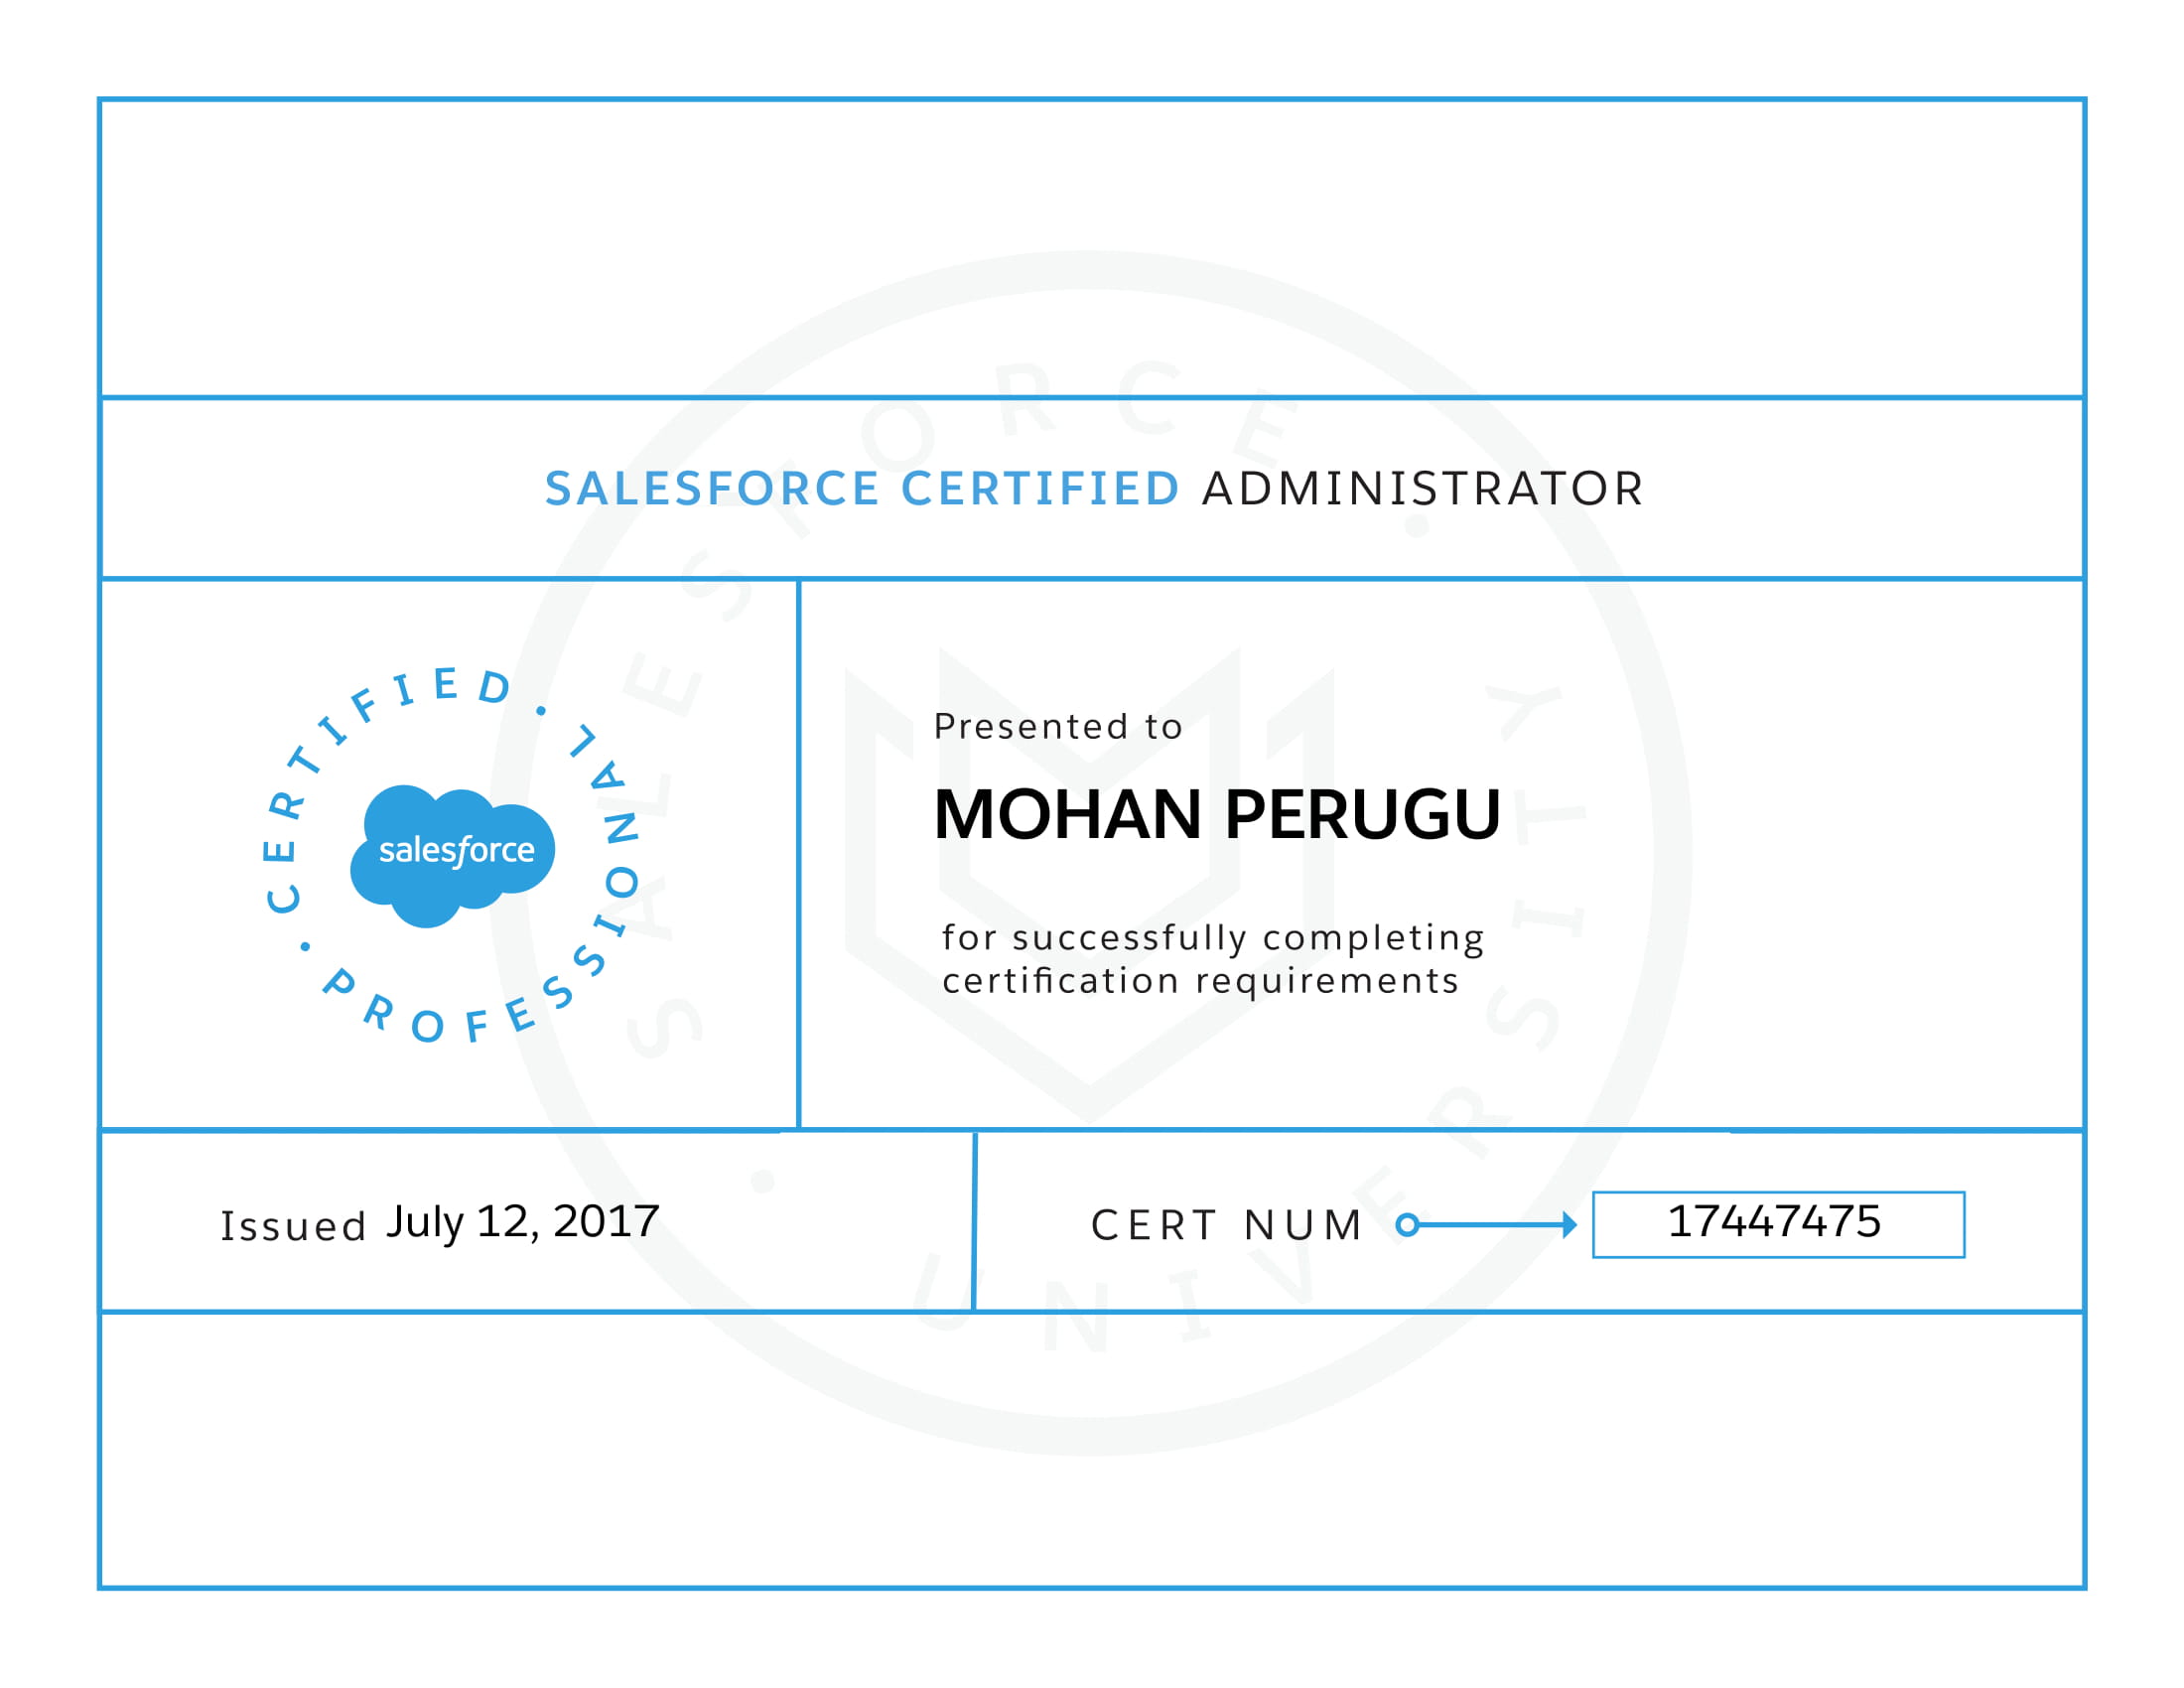 SALESFORCE CERTIFIED ADMINISTRATOR
CERTIFIED • PROFESSIONAL •
salesforce
Presented to
MOHAN PERUGU
for successfully completing
certification requirements
Issued July 12, 2017
CERT NUM 17447475
SALESFORCE • UNIVERSITY •